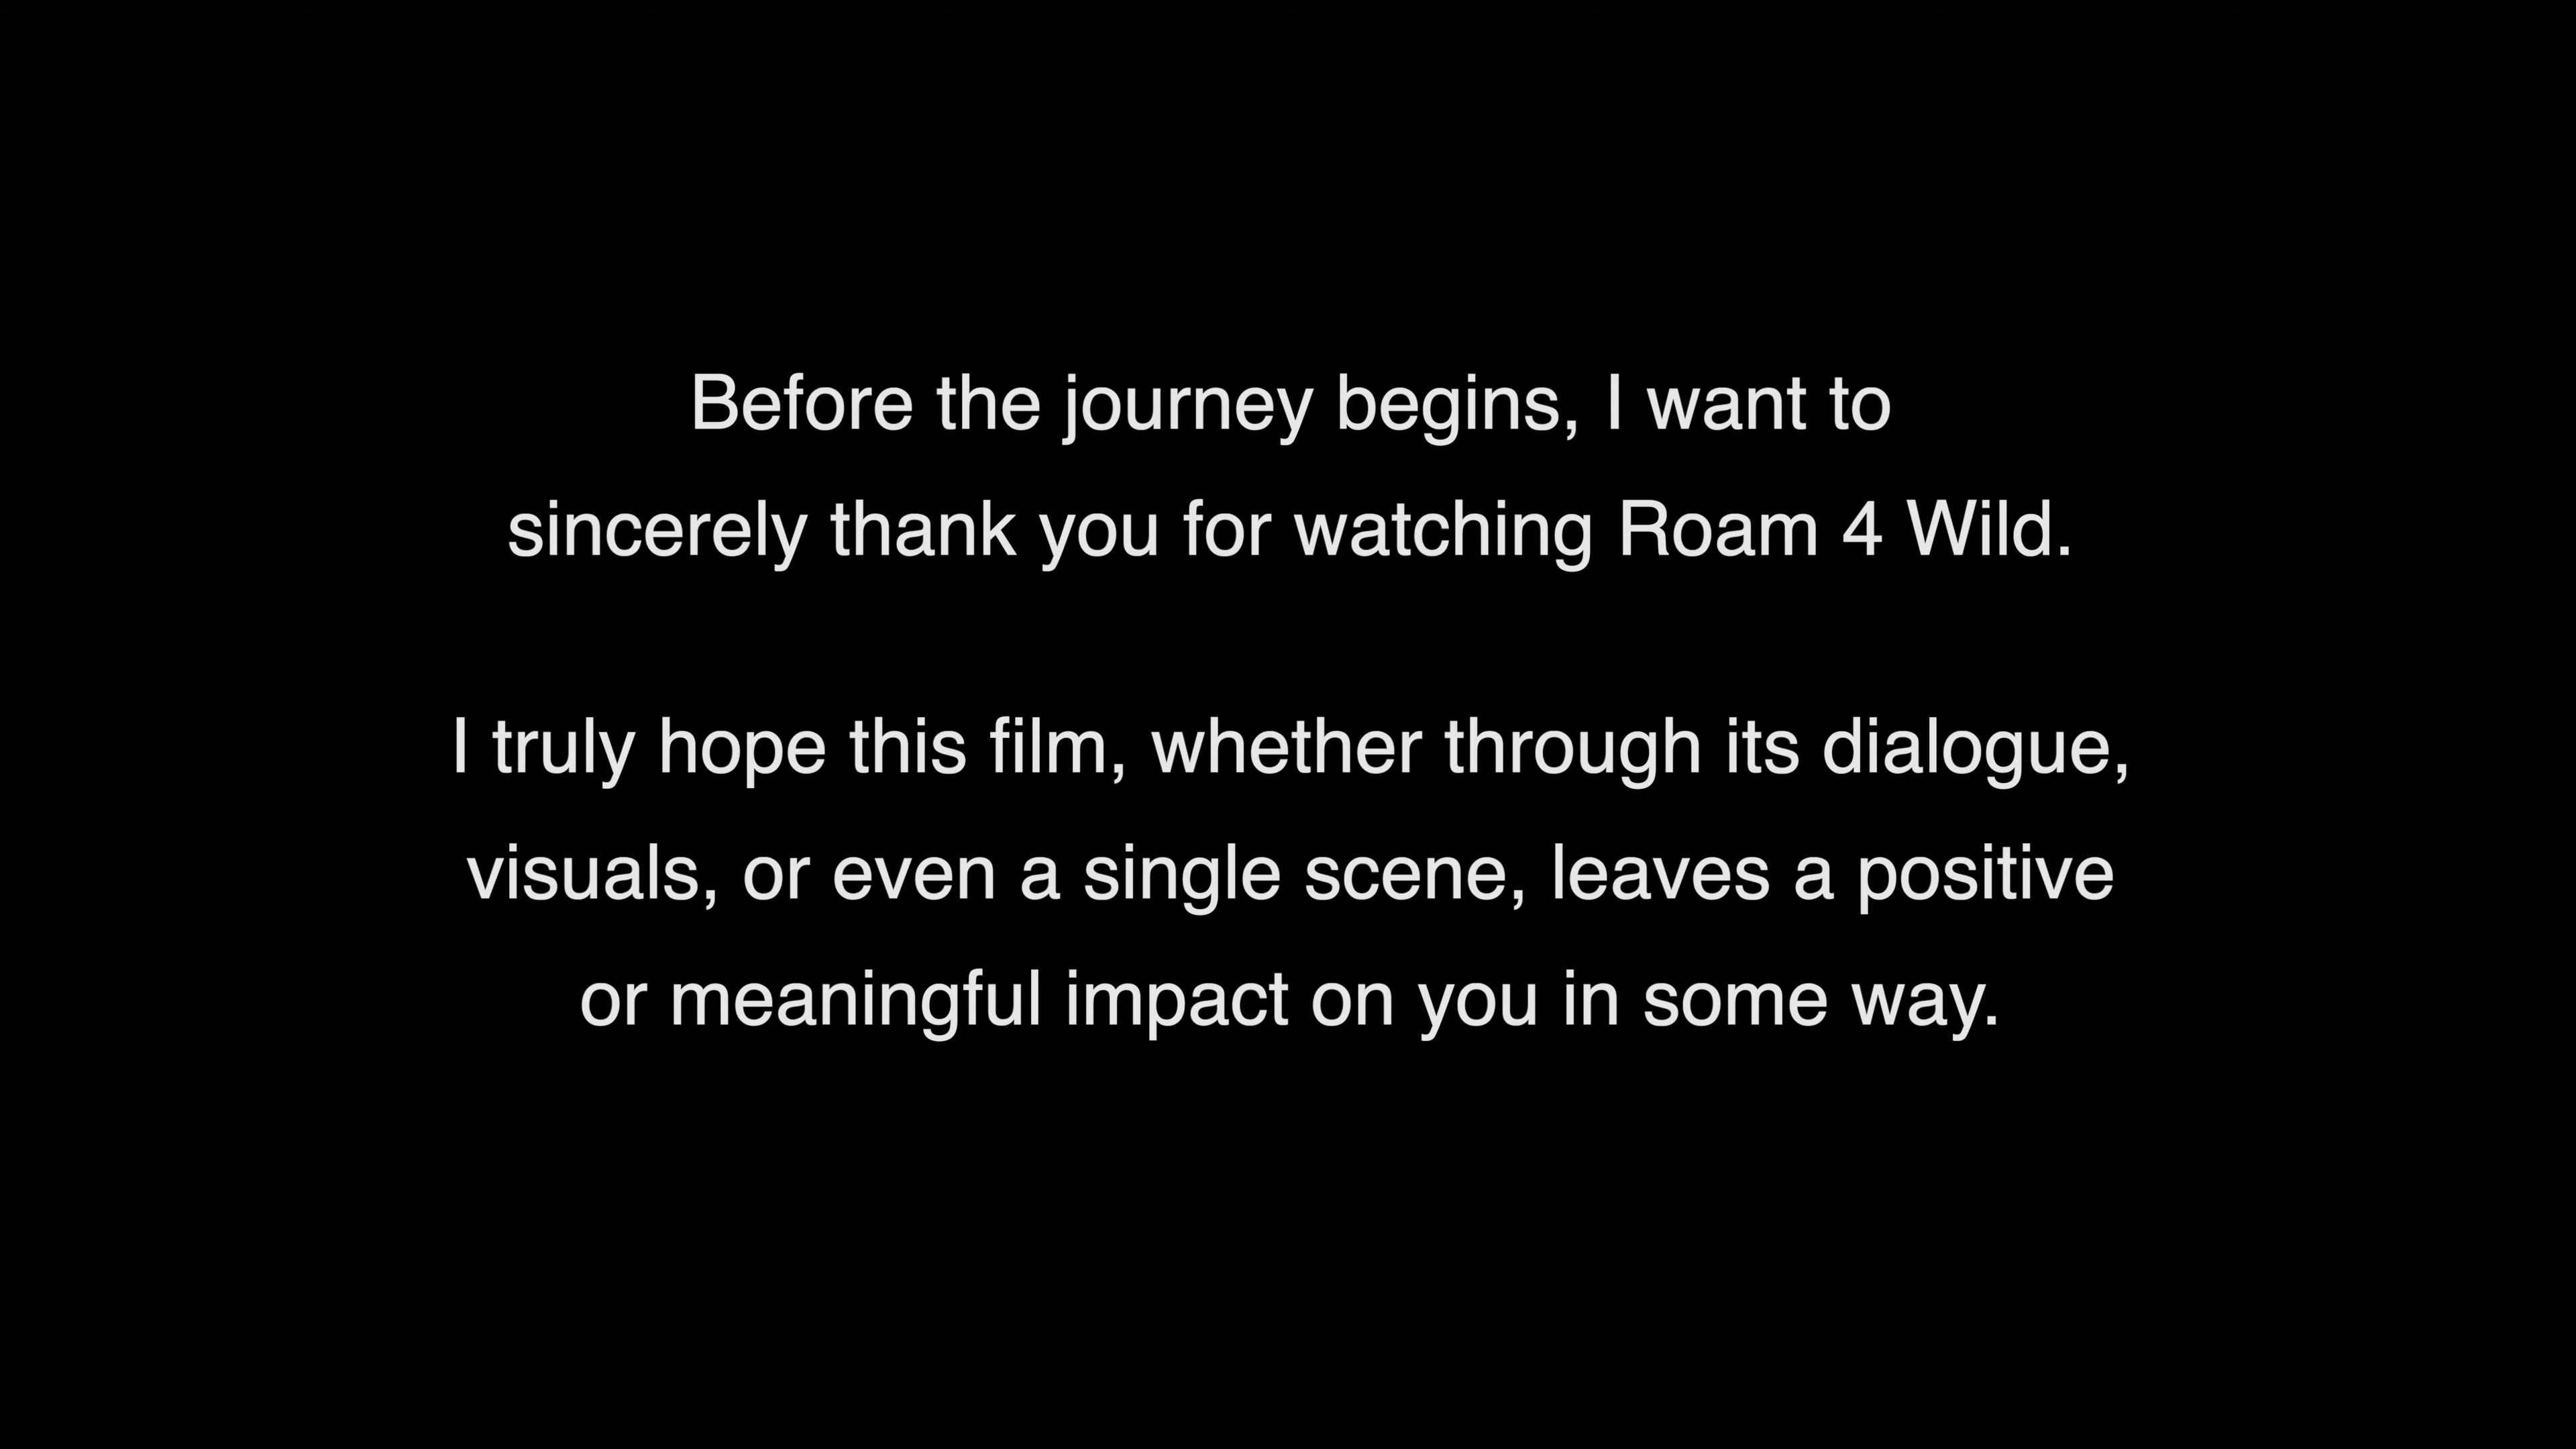 Before the journey begins, I want to
sincerely thank you for watching Roam 4 Wild.
I truly hope this film, whether through its dialogue,
visuals, or even a single scene, leaves a positive
or meaningful impact on you in some way.